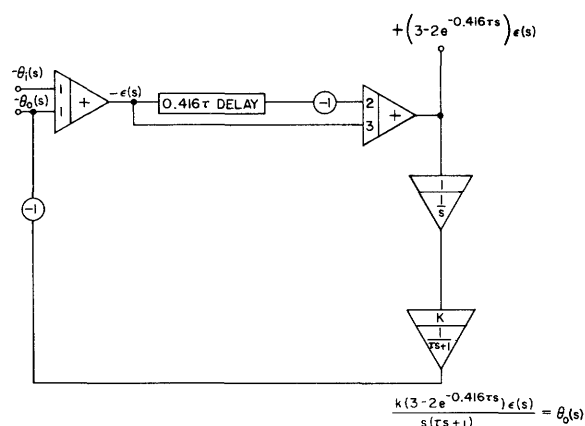 +(3-2e^{-0.416τs})ε(s)
-θi(s)
-θo(s)
1
1
+
-ε(s)
0.416τ DELAY
-1
2
3
+
-1
1
1/s
K
1/τs+1
k(3-2e^{-0.416τs})ε(s)/s(τs+1) = θo(s)